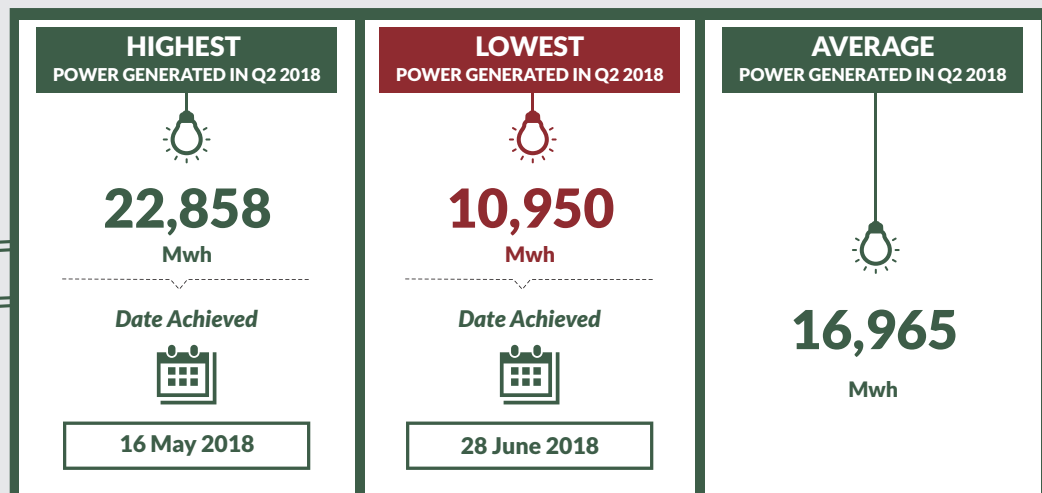 HIGHEST
POWER GENERATED IN Q2 2018
22,858
Mwh
Date Achieved
16 May 2018
LOWEST
POWER GENERATED IN Q2 2018
10,950
Mwh
Date Achieved
28 June 2018
AVERAGE
POWER GENERATED IN Q2 2018
16,965
Mwh